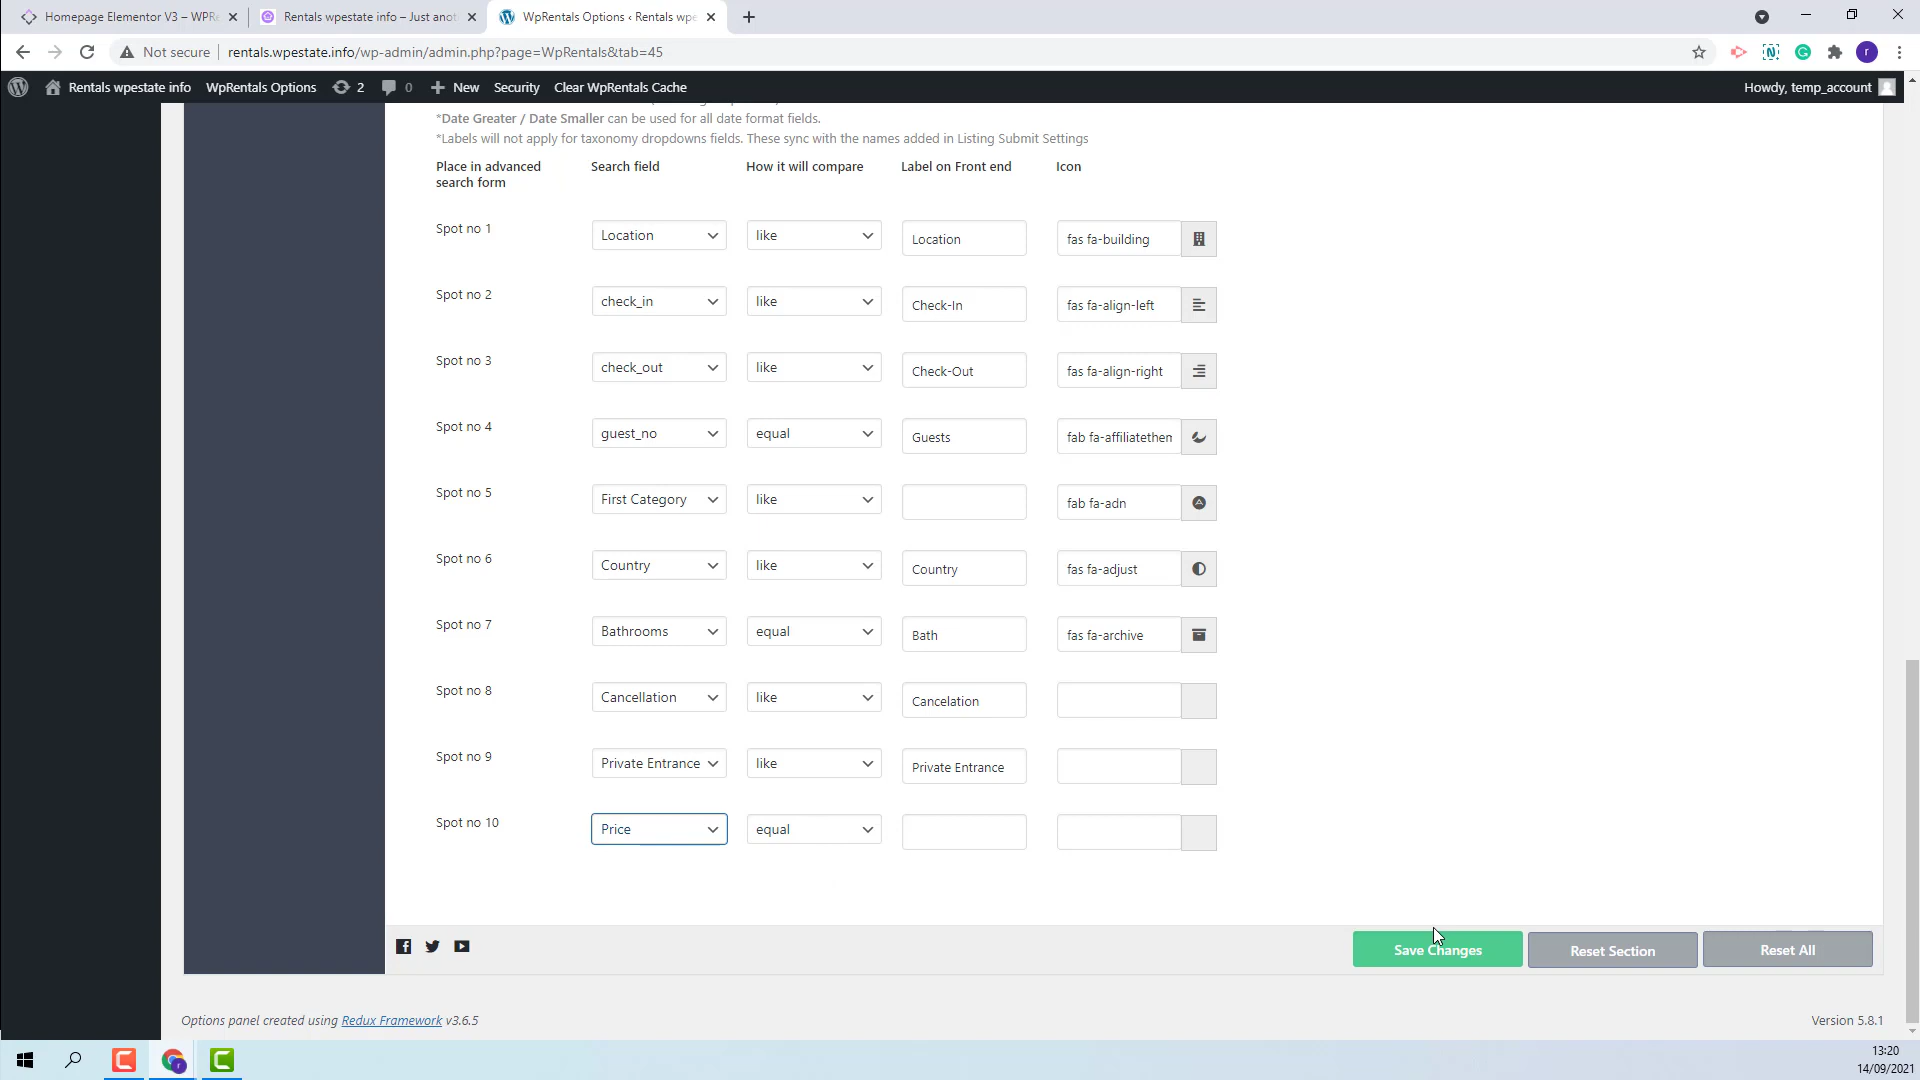 Homepage Elementor V3 – WPRe
Rentals wpestate info – Just anot
WpRentals Options ‹ Rentals wpe
Not secure
rentals.wpestate.info/wp-admin/admin.php?page=WpRentals&tab=45
r
Rentals wpestate info
WpRentals Options
2
0
New
Security
Clear WpRentals Cache
Howdy, temp_account
*Date Greater / Date Smaller can be used for all date format fields.
*Labels will not apply for taxonomy dropdowns fields. These sync with the names added in Listing Submit Settings
Place in advanced search form
Search field
How it will compare
Label on Front end
Icon
Spot no 1
Location
like
Location
fas fa-building
Spot no 2
check_in
like
Check-In
fas fa-align-left
Spot no 3
check_out
like
Check-Out
fas fa-align-right
Spot no 4
guest_no
equal
Guests
fab fa-affiliatethem
Spot no 5
First Category
like
fab fa-adn
Spot no 6
Country
like
Country
fas fa-adjust
Spot no 7
Bathrooms
equal
Bath
fas fa-archive
Spot no 8
Cancellation
like
Cancelation
Spot no 9
Private Entrance
like
Private Entrance
Spot no 10
Price
equal
Save Changes
Reset Section
Reset All
Options panel created using Redux Framework v3.6.5
Version 5.8.1
13:20
14/09/2021